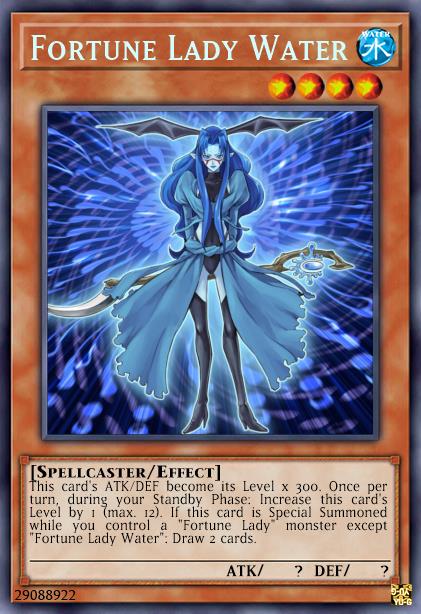 Fortune Lady Water
WATER
水
[Spellcaster/Effect]
This card's ATK/DEF become its Level x 300. Once per
turn, during your Standby Phase: Increase this card's
Level by 1 (max. 12). If this card is Special Summoned
while you control a "Fortune Lady" monster except
"Fortune Lady Water": Draw 2 cards.
ATK/ ? DEF/ ?
29088922